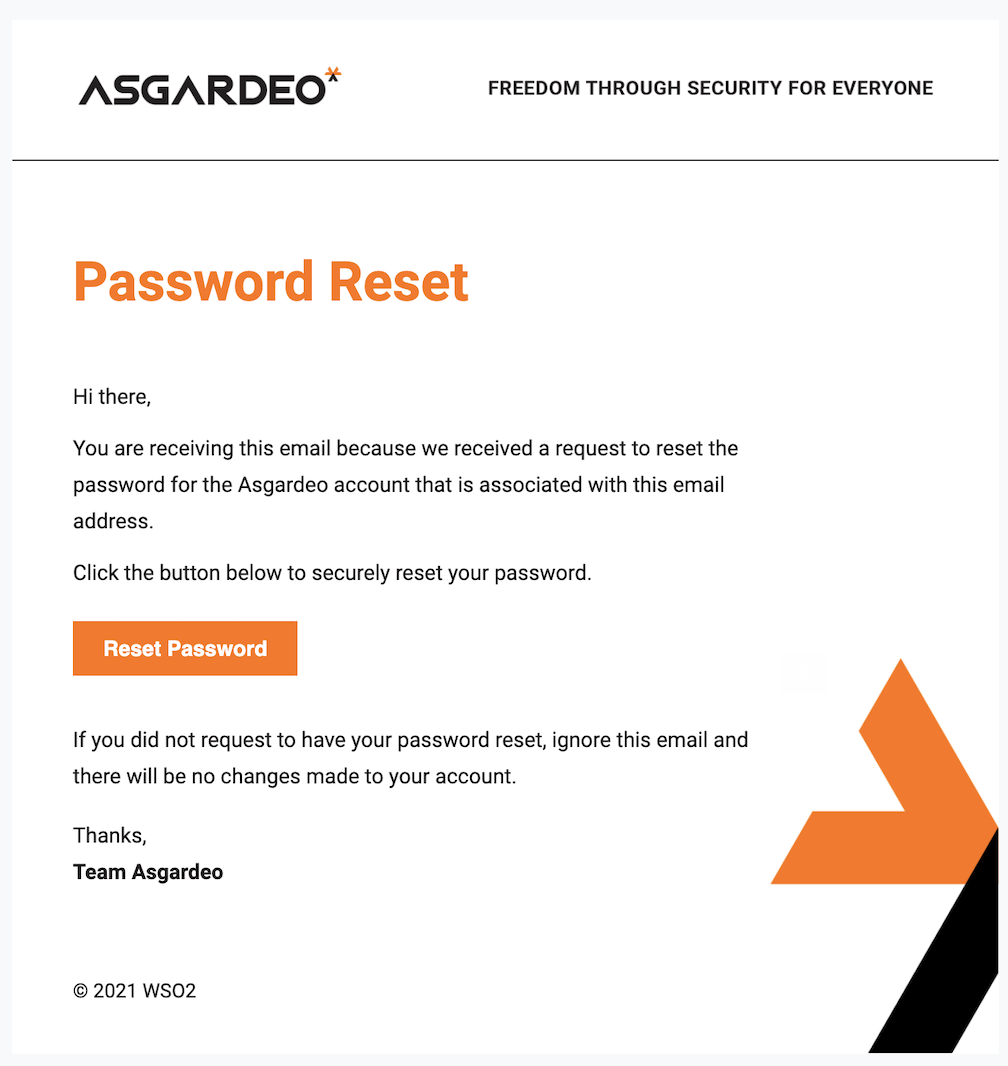 ASGARDEO
FREEDOM THROUGH SECURITY FOR EVERYONE
Password Reset
Hi there,
You are receiving this email because we received a request to reset the
password for the Asgardeo account that is associated with this email
address.
Click the button below to securely reset your password.
Reset Password
If you did not request to have your password reset, ignore this email and
there will be no changes made to your account.
Thanks,
Team Asgardeo
© 2021 WSO2